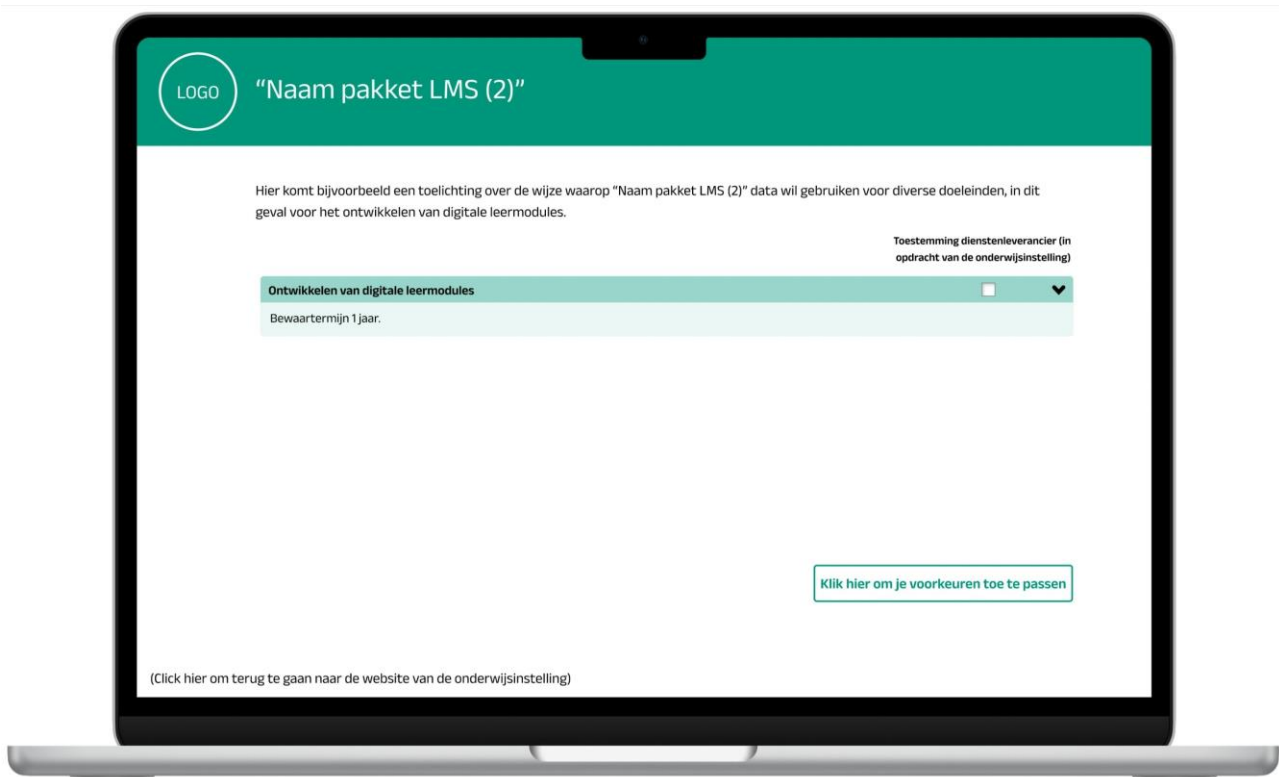 LOGO
“Naam pakket LMS (2)”
Hier komt bijvoorbeeld een toelichting over de wijze waarop “Naam pakket LMS (2)” data wil gebruiken voor diverse doeleinden, in dit
geval voor het ontwikkelen van digitale leermodules.
Toestemming dienstenleverancier (in
opdracht van de onderwijsinstelling)
Ontwikkelen van digitale leermodules
Bewaartermijn 1 jaar.
Klik hier om je voorkeuren toe te passen
(Click hier om terug te gaan naar de website van de onderwijsinstelling)